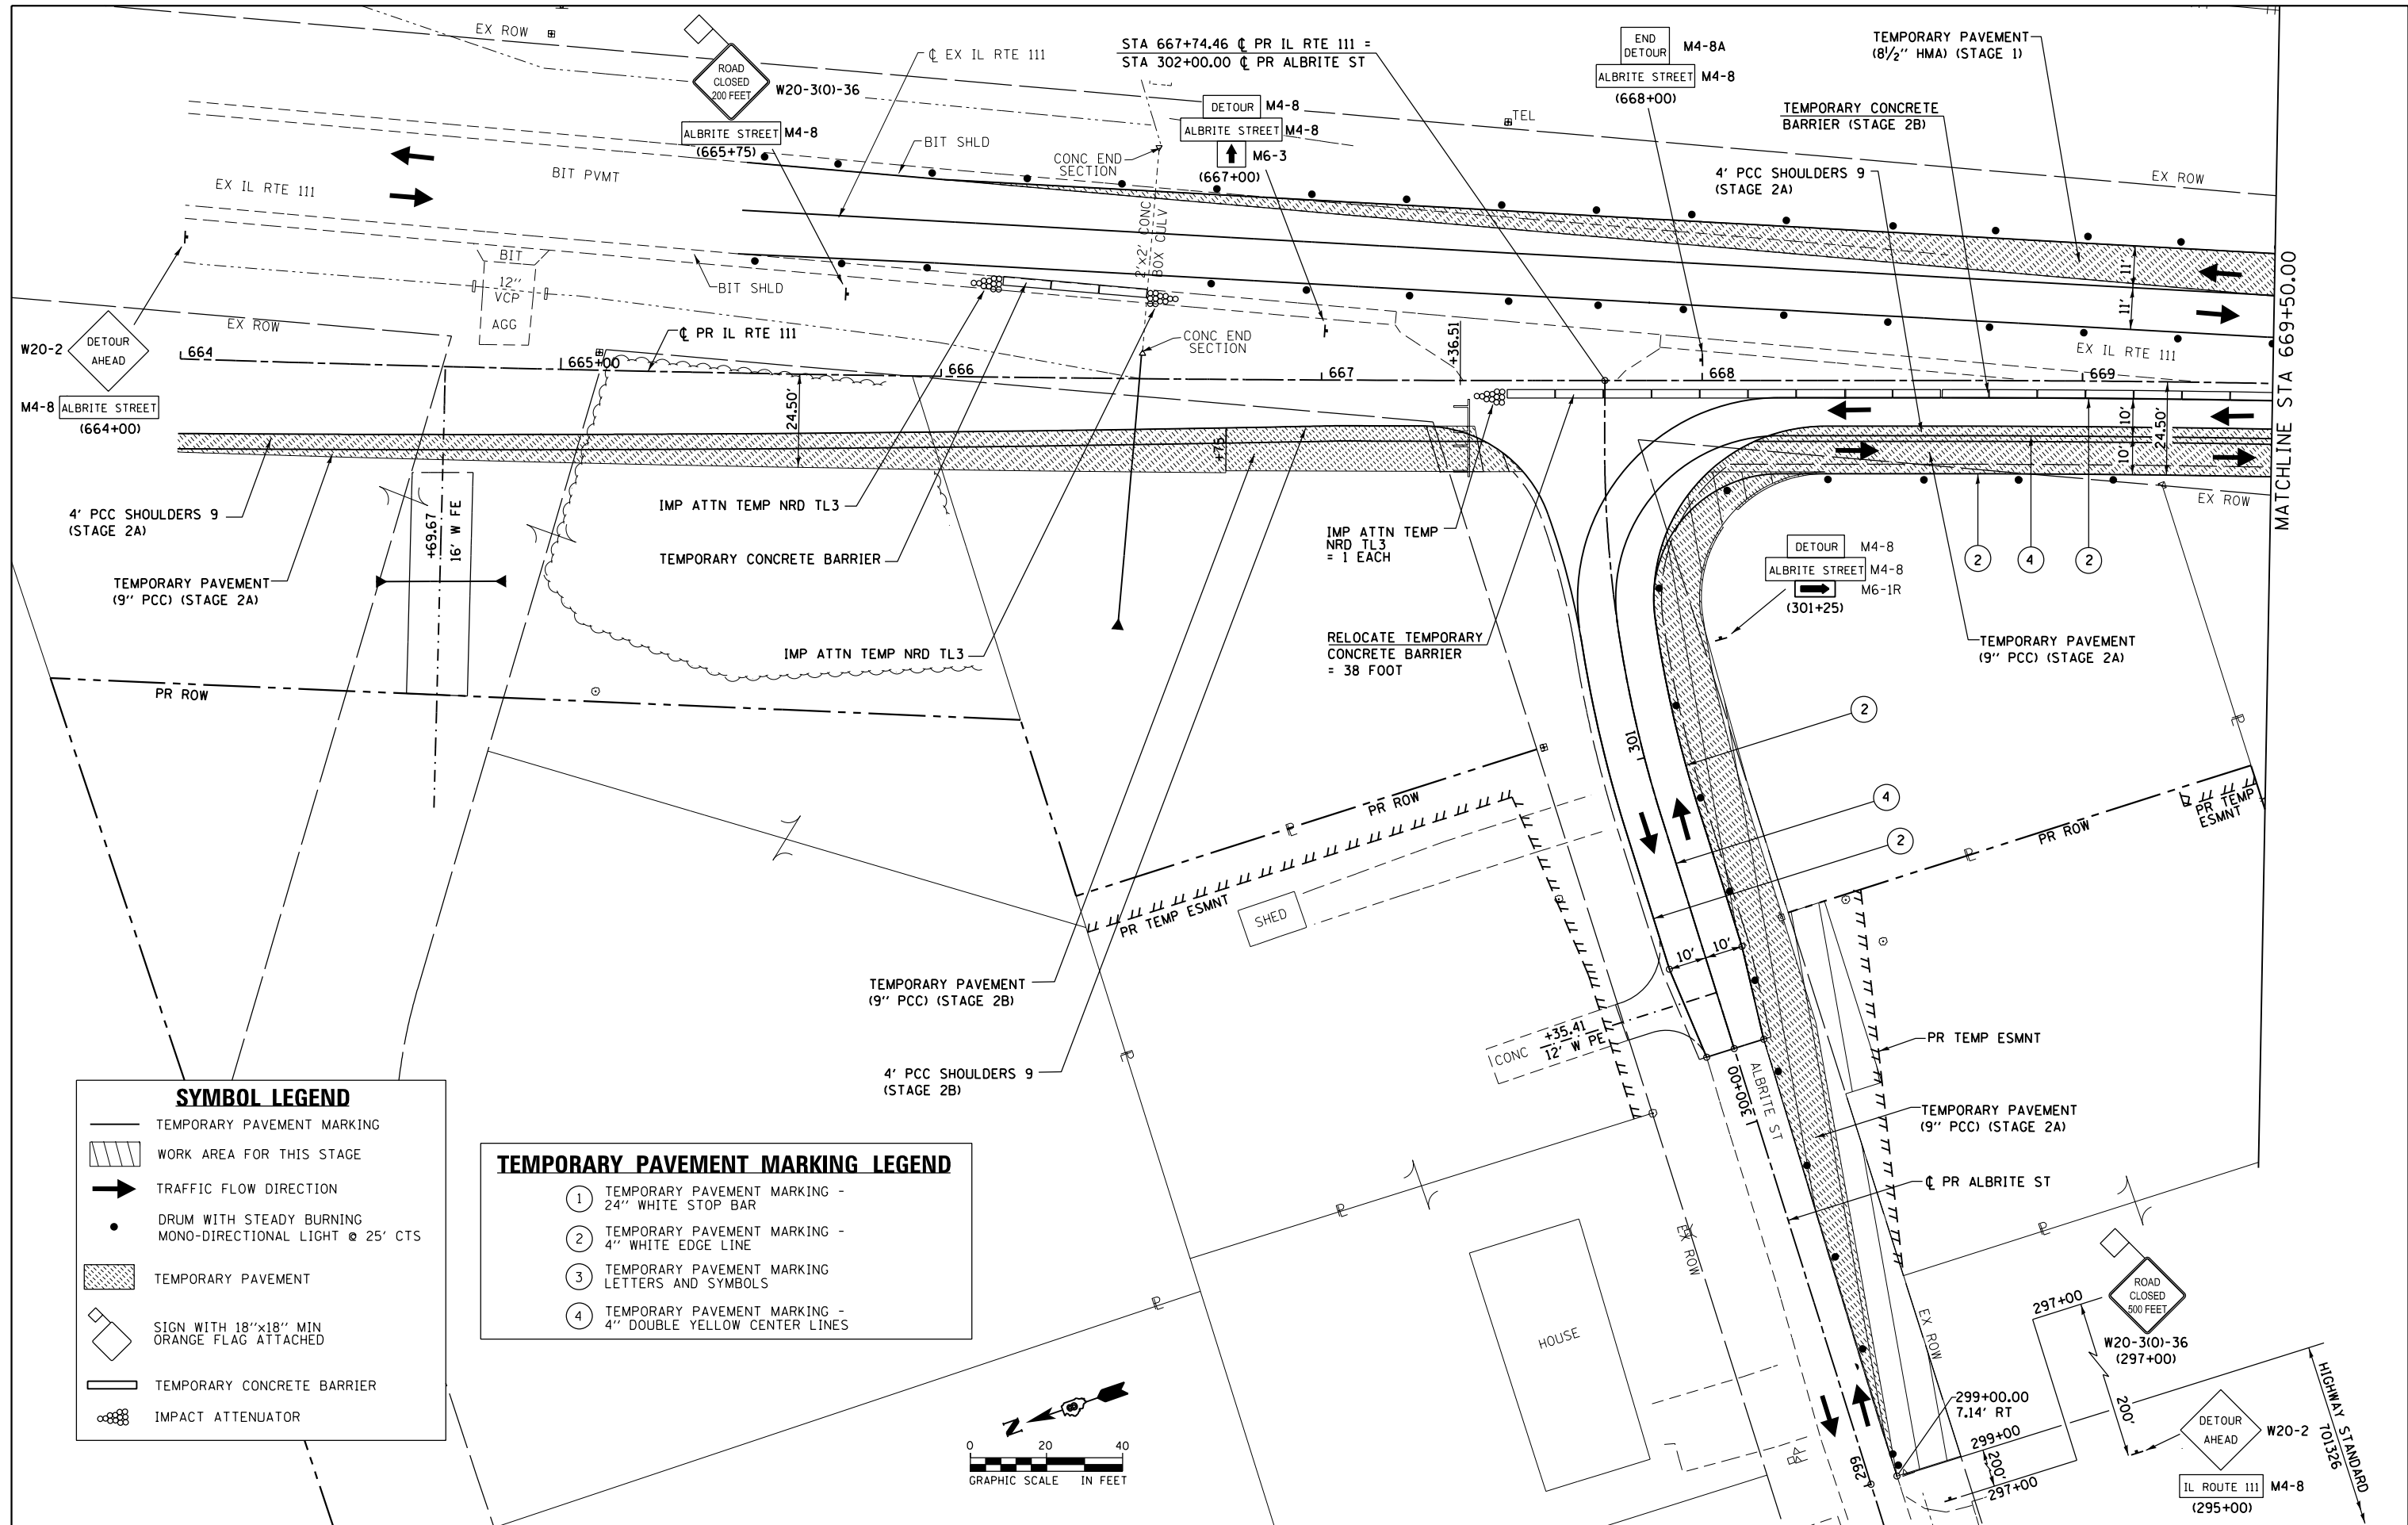 EX ROW
ROAD
CLOSED
200 FEET
W20-3(0)-36
ALBRITE STREET M4-8
(665+75)
℄ EX IL RTE 111
STA 667+74.46 ℄ PR IL RTE 111 =
STA 302+00.00 ℄ PR ALBRITE ST
END
DETOUR
M4-8A
ALBRITE STREET M4-8
(668+00)
TEMPORARY PAVEMENT
(8½'' HMA) (STAGE 1)
DETOUR M4-8
ALBRITE STREET M4-8
M6-3
(667+00)
TEL
TEMPORARY CONCRETE
BARRIER (STAGE 2B)
BIT SHLD
CONC END
SECTION
4' PCC SHOULDERS 9
(STAGE 2A)
EX ROW
BIT PVMT
EX IL RTE 111
2'x2' CONC
BOX CULV
BIT
12''
VCP
AGG
BIT SHLD
11'
11'
MATCHLINE STA 669+50.00
EX ROW
W20-2
DETOUR
AHEAD
M4-8 ALBRITE STREET
(664+00)
664
665+00
℄ PR IL RTE 111
666
CONC END
SECTION
667
+36.51
668
EX IL RTE 111
669
24.50'
10'
10'
24.50'
+75
EX ROW
4' PCC SHOULDERS 9
(STAGE 2A)
TEMPORARY PAVEMENT
(9'' PCC) (STAGE 2A)
+69.67
16' W FE
IMP ATTN TEMP NRD TL3
TEMPORARY CONCRETE BARRIER
IMP ATTN TEMP NRD TL3
IMP ATTN TEMP
NRD TL3
= 1 EACH
RELOCATE TEMPORARY
CONCRETE BARRIER
= 38 FOOT
DETOUR M4-8
ALBRITE STREET M4-8
M6-1R
(301+25)
2
4
2
TEMPORARY PAVEMENT
(9'' PCC) (STAGE 2A)
PR ROW
301
2
4
2
PR ROW
PR TEMP ESMNT
SHED
PR ROW
PR TEMP
ESMNT
10'
10'
TEMPORARY PAVEMENT
(9'' PCC) (STAGE 2B)
4' PCC SHOULDERS 9
(STAGE 2B)
CONC
+35.41
12' W PE
300+00
ALBRITE ST
PR TEMP ESMNT
TEMPORARY PAVEMENT
(9'' PCC) (STAGE 2A)
℄ PR ALBRITE ST
EX ROW
HOUSE
EX ROW
299
299+00.00
7.14' RT
299+00
200'
297+00
297+00
200'
ROAD
CLOSED
500 FEET
W20-3(0)-36
(297+00)
DETOUR
AHEAD
W20-2
IL ROUTE 111 M4-8
(295+00)
HIGHWAY STANDARD
701326
SYMBOL LEGEND
TEMPORARY PAVEMENT MARKING
WORK AREA FOR THIS STAGE
TRAFFIC FLOW DIRECTION
DRUM WITH STEADY BURNING
MONO-DIRECTIONAL LIGHT @ 25' CTS
TEMPORARY PAVEMENT
SIGN WITH 18''x18'' MIN
ORANGE FLAG ATTACHED
TEMPORARY CONCRETE BARRIER
IMPACT ATTENUATOR
TEMPORARY PAVEMENT MARKING LEGEND
1 TEMPORARY PAVEMENT MARKING -
24'' WHITE STOP BAR
2 TEMPORARY PAVEMENT MARKING -
4'' WHITE EDGE LINE
3 TEMPORARY PAVEMENT MARKING
LETTERS AND SYMBOLS
4 TEMPORARY PAVEMENT MARKING -
4'' DOUBLE YELLOW CENTER LINES
N
0 20 40
GRAPHIC SCALE IN FEET